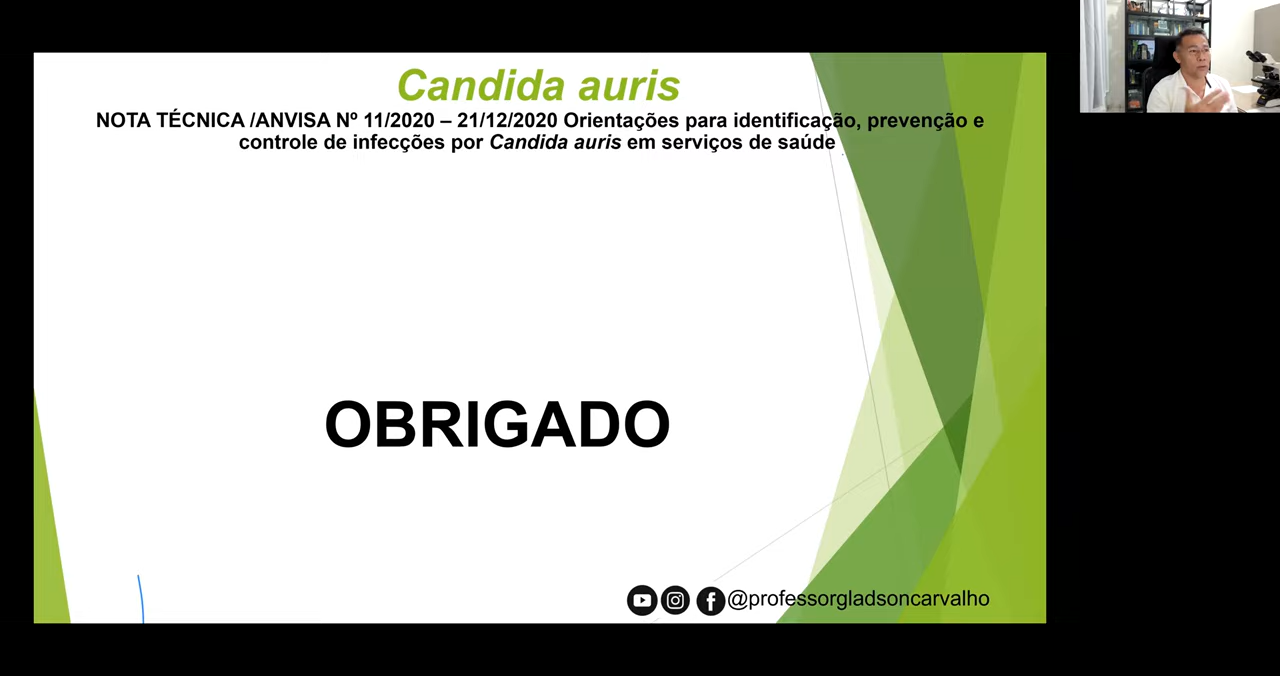 Candida auris
NOTA TÉCNICA /ANVISA Nº 11/2020 – 21/12/2020 Orientações para identificação, prevenção e
controle de infecções por Candida auris em serviços de saúde
OBRIGADO
@professorgladsoncarvalho